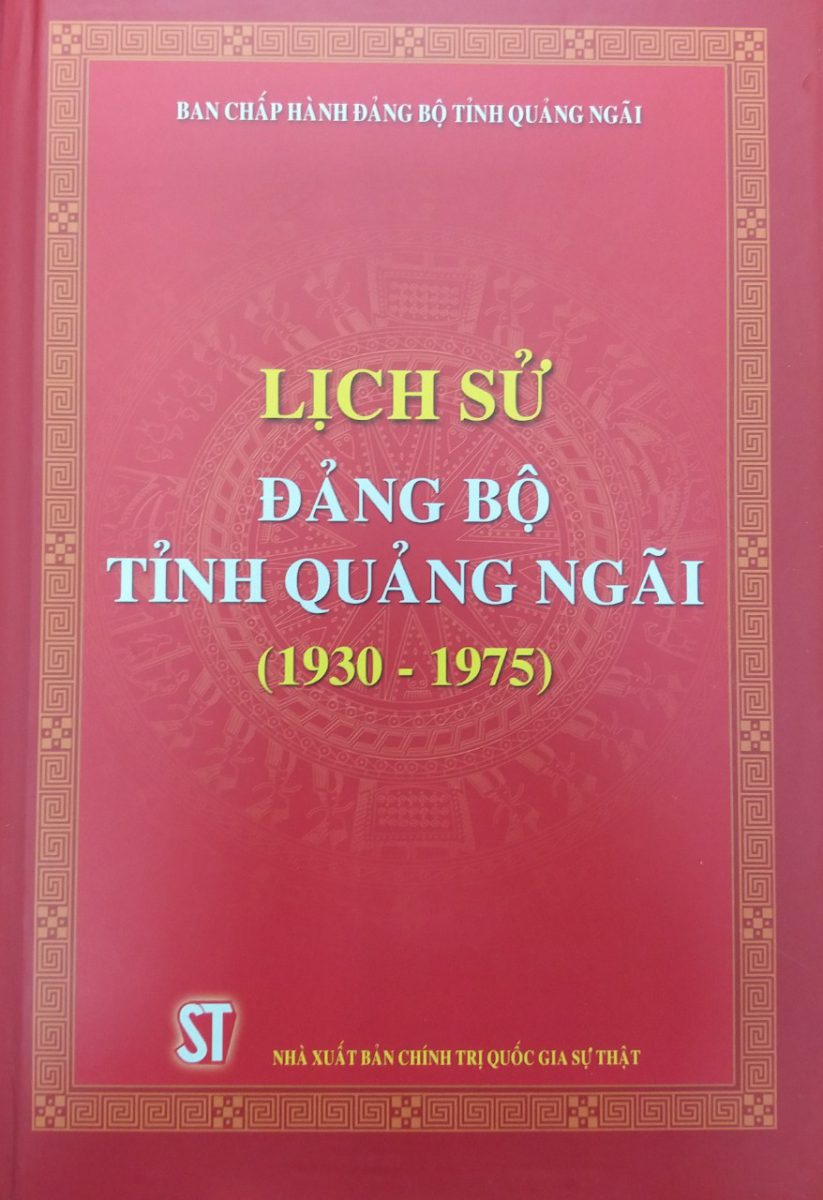 BAN CHẤP HÀNH ĐẢNG BỘ TỈNH QUẢNG NGÃI
LỊCH SỬ
ĐẢNG BỘ
TỈNH QUẢNG NGÃI
(1930 - 1975)
ST
NHÀ XUẤT BẢN CHÍNH TRỊ QUỐC GIA SỰ THẬT